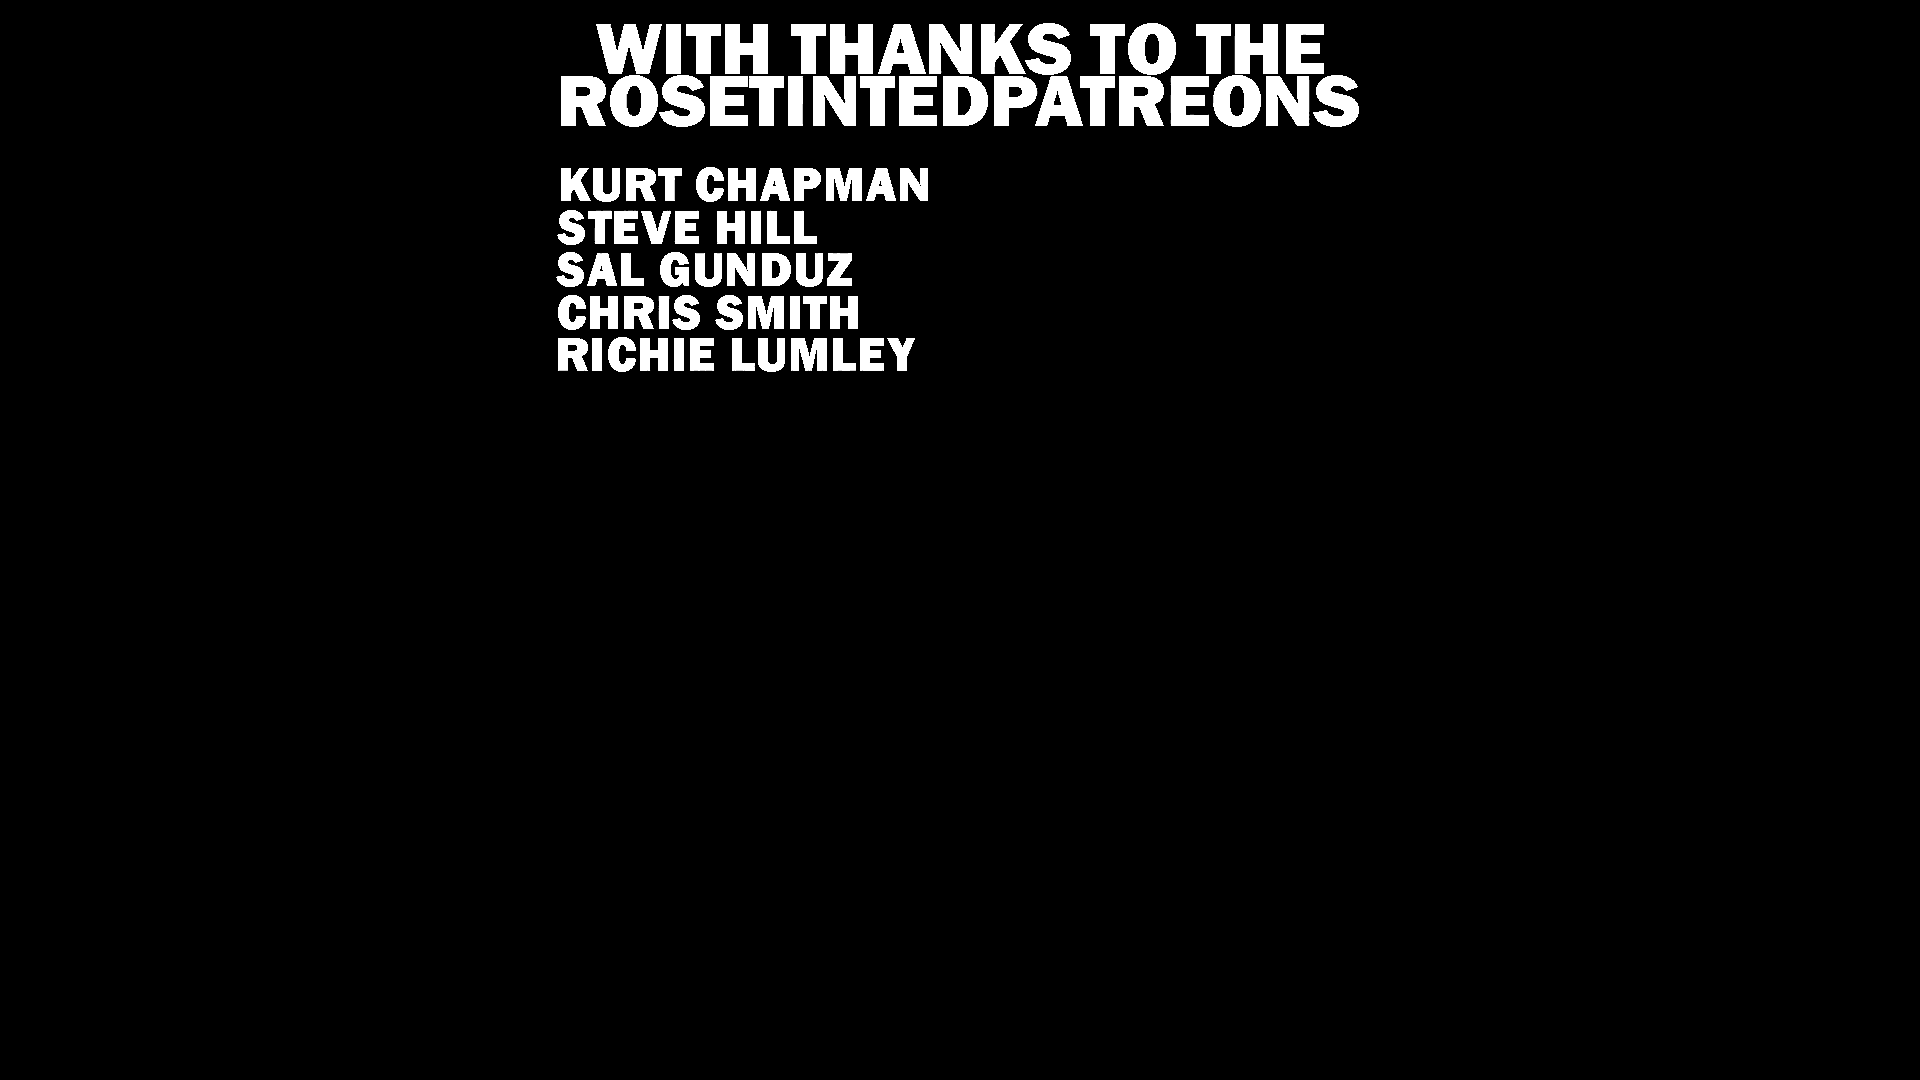 WITH THANKS TO THE
ROSETINTEDPATREONS
KURT CHAPMAN
STEVE HILL
SAL GUNDUZ
CHRIS SMITH
RICHIE LUMLEY